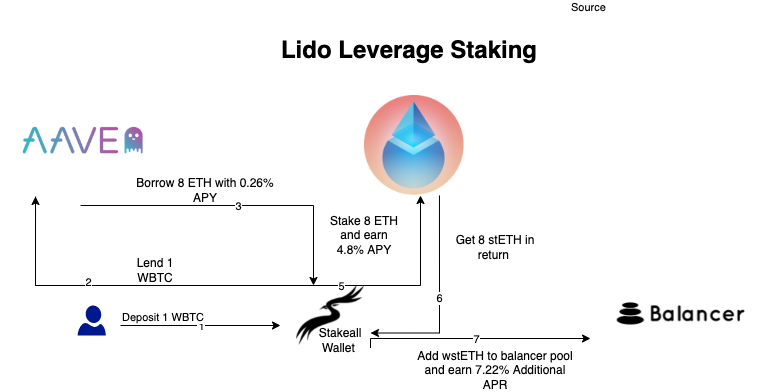 Source
Lido Leverage Staking
AAVE
Borrow 8 ETH with 0.26%
APY
3
Stake 8 ETH
and earn
4.8% APY
Get 8 stETH in
return
Lend 1
WBTC
2
5
6
Deposit 1 WBTC
1
Stakeall
Wallet
7
Balancer
Add wstETH to balancer pool
and earn 7.22% Additional
APR